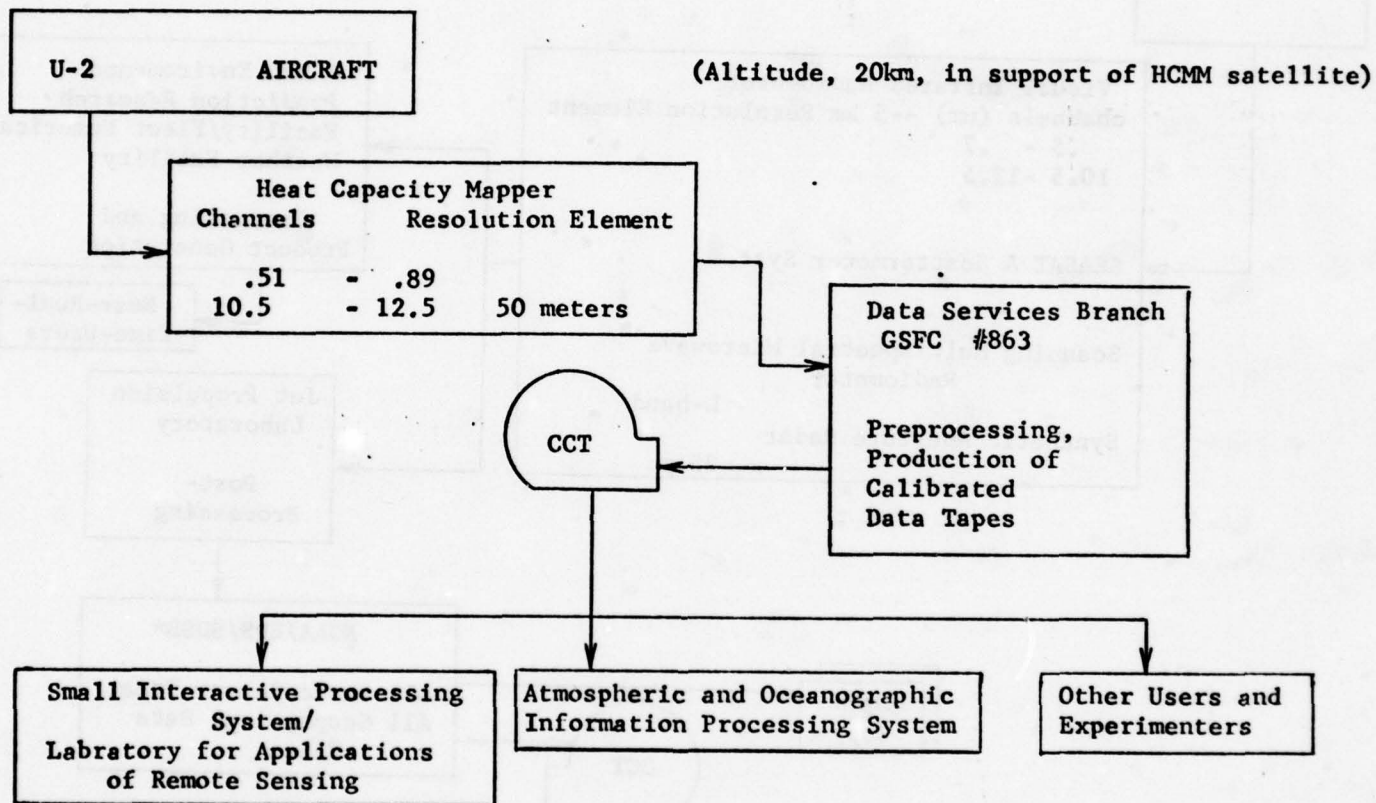 U-2 AIRCRAFT
(Altitude, 20km, in support of HCMM satellite)
Heat Capacity Mapper
Channels Resolution Element
.51 - .89
10.5 - 12.5 50 meters
Data Services Branch
GSFC #863
Preprocessing,
Production of
Calibrated
Data Tapes
CCT
Small Interactive Processing
System/
Labratory for Applications
of Remote Sensing
Atmospheric and Oceanographic
Information Processing System
Other Users and
Experimenters